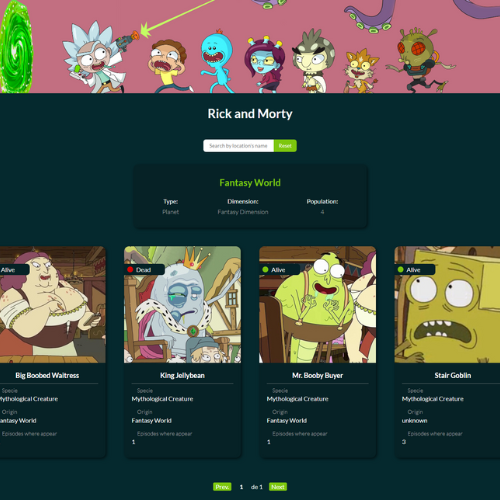 Rick and Morty
Search by location's name Reset
Fantasy World
Type: Dimension: Population:
Planet Fantasy Dimension 4
Alive Dead Alive Alive
Big Boobed Waitress King Jellybean Mr. Booby Buyer Stair Goblin
Specie Specie Specie Specie
Mythological Creature Mythological Creature Mythological Creature Mythological Creature
Origin Origin Origin Origin
Fantasy World Fantasy World Fantasy World unknown
Episodes where appear Episodes where appear Episodes where appear Episodes where appear
1 1 3
Prev. 1 de 1 Next